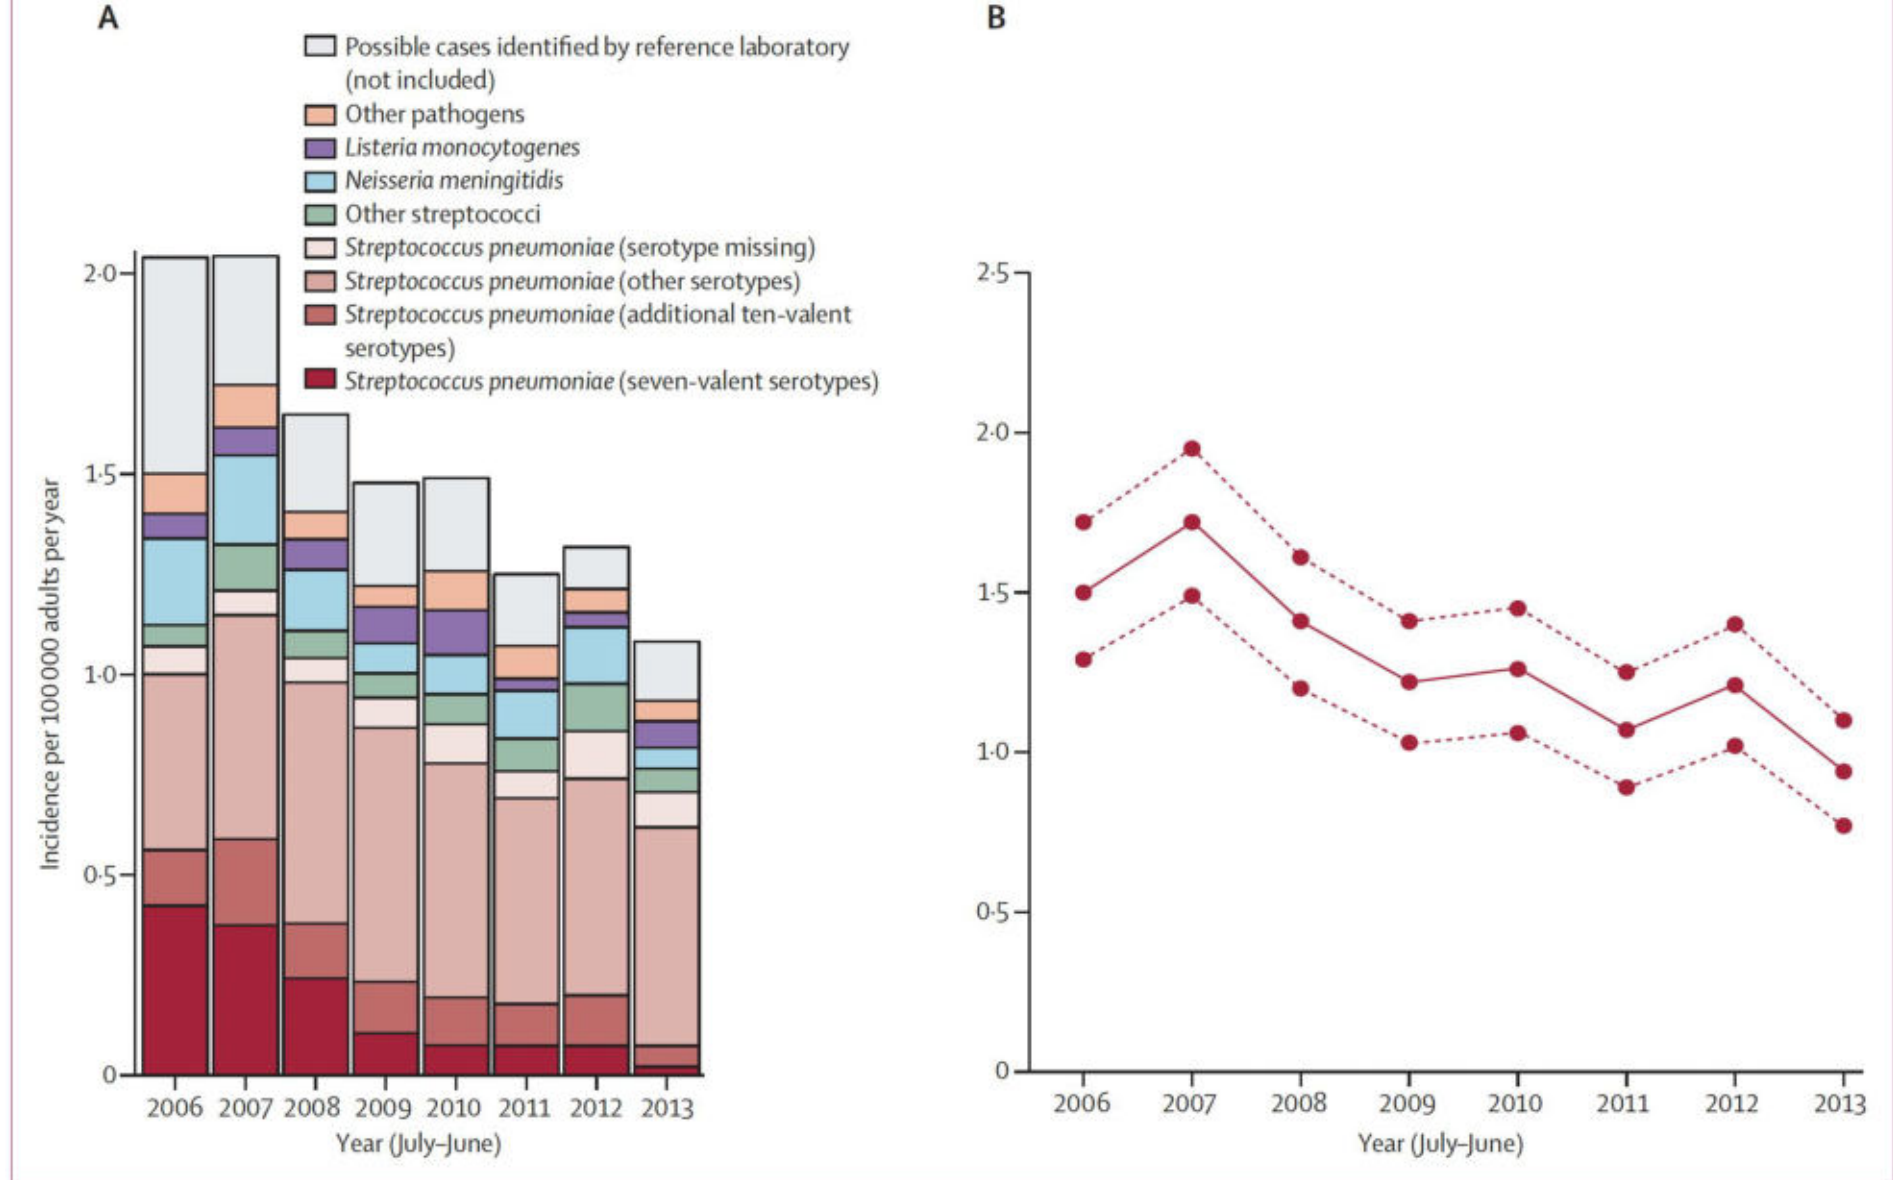 A
Possible cases identified by reference laboratory
(not included)
Other pathogens
Listeria monocytogenes
Neisseria meningitidis
Other streptococci
Streptococcus pneumoniae (serotype missing)
Streptococcus pneumoniae (other serotypes)
Streptococcus pneumoniae (additional ten-valent
serotypes)
Streptococcus pneumoniae (seven-valent serotypes)
Incidence per 100 000 adults per year
2·0
1·5
1·0
0·5
0
2006 2007 2008 2009 2010 2011 2012 2013
Year (July–June)
B
2·5
2·0
1·5
1·0
0·5
0
2006 2007 2008 2009 2010 2011 2012 2013
Year (July–June)